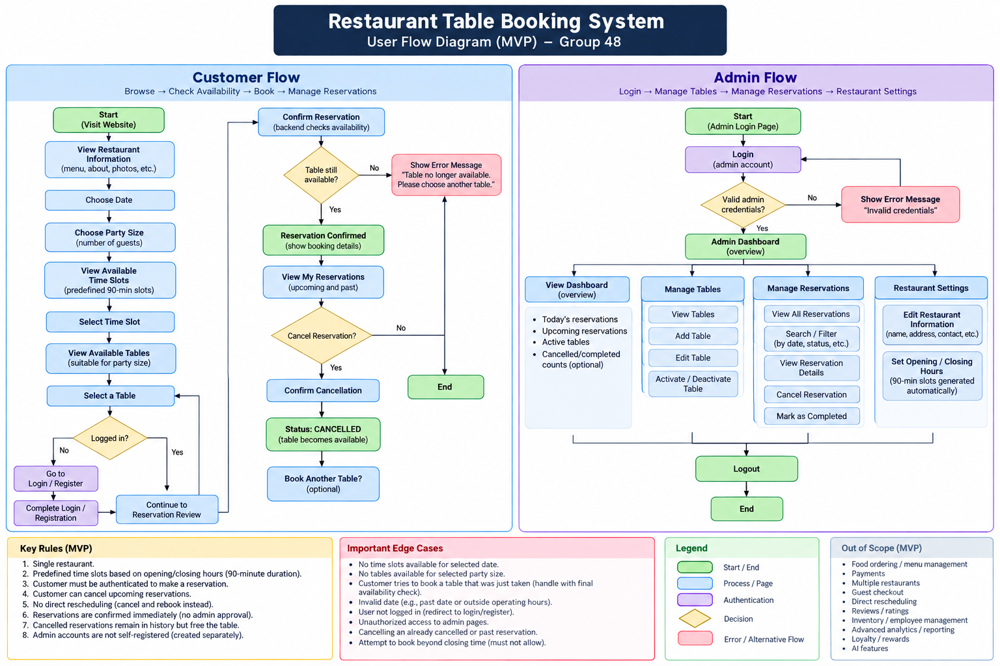 Restaurant Table Booking System
User Flow Diagram (MVP) – Group 48
Customer Flow
Browse → Check Availability → Book → Manage Reservations
Start
(Visit Website)
View Restaurant
Information
(menu, about, photos, etc.)
Choose Date
Choose Party Size
(number of guests)
View Available
Time Slots
(predefined 90-min slots)
Select Time Slot
View Available Tables
(suitable for party size)
Select a Table
Logged in?
No
Yes
Go to
Login / Register
Complete Login /
Registration
Continue to
Reservation Review
Confirm Reservation
(backend checks availability)
Table still
available?
No
Show Error Message
"Table no longer available.
Please choose another table."
Yes
Reservation Confirmed
(show booking details)
View My Reservations
(upcoming and past)
Cancel Reservation?
No
Yes
End
Confirm Cancellation
Status: CANCELLED
(table becomes available)
Book Another Table?
(optional)
Admin Flow
Login → Manage Tables → Manage Reservations → Restaurant Settings
Start
(Admin Login Page)
Login
(admin account)
Valid admin
credentials?
No
Show Error Message
"Invalid credentials"
Yes
Admin Dashboard
(overview)
View Dashboard
(overview)
• Today's reservations
• Upcoming reservations
• Active tables
• Cancelled/completed
counts (optional)
Manage Tables
View Tables
Add Table
Edit Table
Activate / Deactivate
Table
Manage Reservations
View All Reservations
Search / Filter
(by date, status, etc.)
View Reservation
Details
Cancel Reservation
Mark as Completed
Restaurant Settings
Edit Restaurant
Information
(name, address, contact, etc.)
Set Opening / Closing
Hours
(90-min slots generated
automatically)
Logout
End
Key Rules (MVP)
1. Single restaurant.
2. Predefined time slots based on opening/closing hours (90-minute duration).
3. Customer must be authenticated to make a reservation.
4. Customer can cancel upcoming reservations.
5. No direct rescheduling (cancel and rebook instead).
6. Reservations are confirmed immediately (no admin approval).
7. Cancelled reservations remain in history but free the table.
8. Admin accounts are not self-registered (created separately).
Important Edge Cases
• No time slots available for selected date.
• No tables available for selected party size.
• Customer tries to book a table that was just taken (handle with final
availability check).
• Invalid date (e.g., past date or outside operating hours).
• User not logged in (redirect to login/register).
• Unauthorized access to admin pages.
• Cancelling an already cancelled or past reservation.
• Attempt to book beyond closing time (must not allow).
Legend
Start / End
Process / Page
Authentication
Decision
Error / Alternative Flow
Out of Scope (MVP)
• Food ordering / menu management
• Payments
• Multiple restaurants
• Guest checkout
• Direct rescheduling
• Reviews / ratings
• Inventory / employee management
• Advanced analytics / reporting
• Loyalty / rewards
• AI features